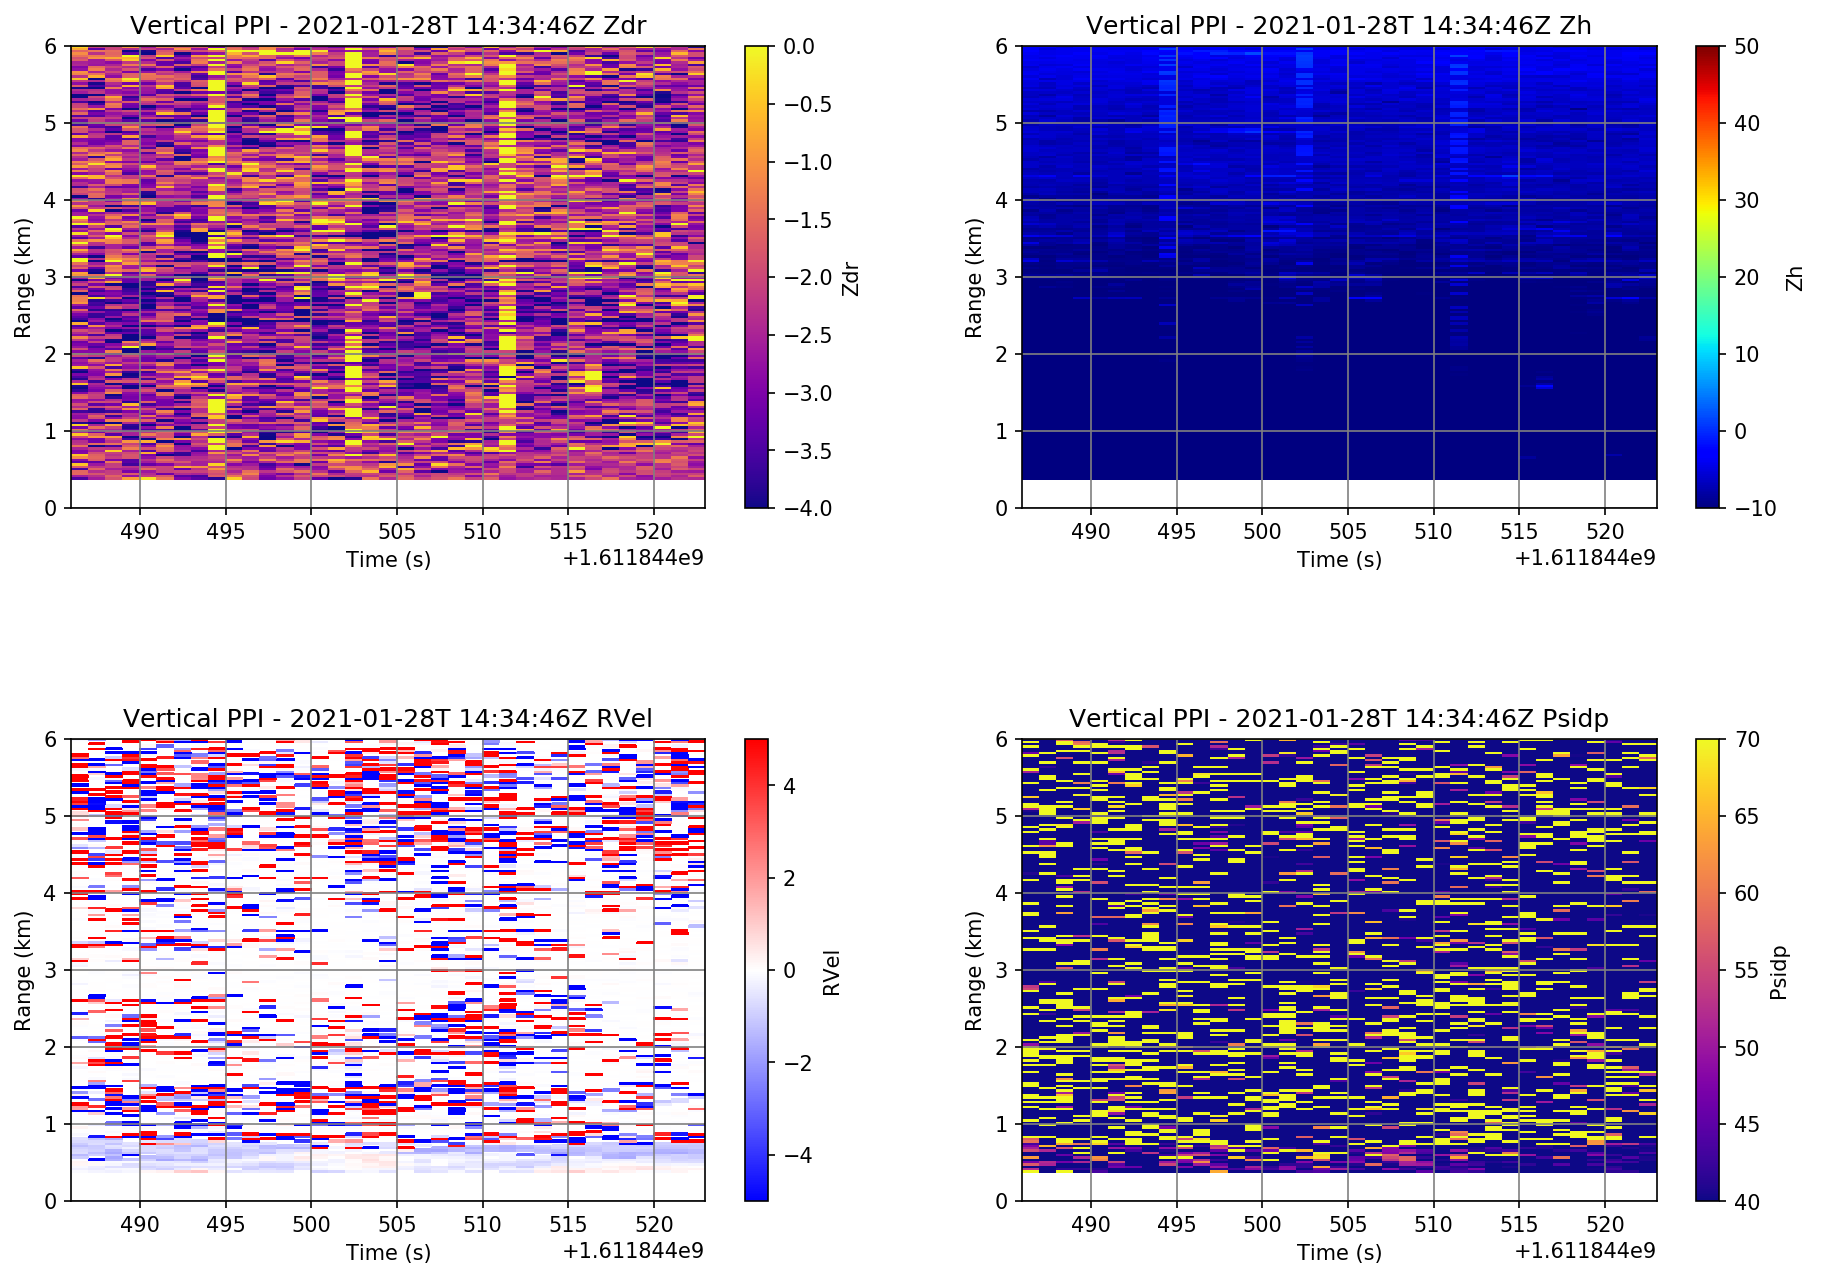 Vertical PPI - 2021-01-28T 14:34:46Z Zdr
6
5
4
3
2
1
0
Range (km)
490 495 500 505 510 515 520
Time (s)
+1.611844e9
0.0
−0.5
−1.0
−1.5
−2.0
−2.5
−3.0
−3.5
−4.0
Zdr
Vertical PPI - 2021-01-28T 14:34:46Z Zh
6
5
4
3
2
1
0
Range (km)
490 495 500 505 510 515 520
Time (s)
+1.611844e9
50
40
30
20
10
0
−10
Zh
Vertical PPI - 2021-01-28T 14:34:46Z RVel
6
5
4
3
2
1
0
Range (km)
490 495 500 505 510 515 520
Time (s)
+1.611844e9
4
2
0
−2
−4
RVel
Vertical PPI - 2021-01-28T 14:34:46Z Psidp
6
5
4
3
2
1
0
Range (km)
490 495 500 505 510 515 520
Time (s)
+1.611844e9
70
65
60
55
50
45
40
Psidp